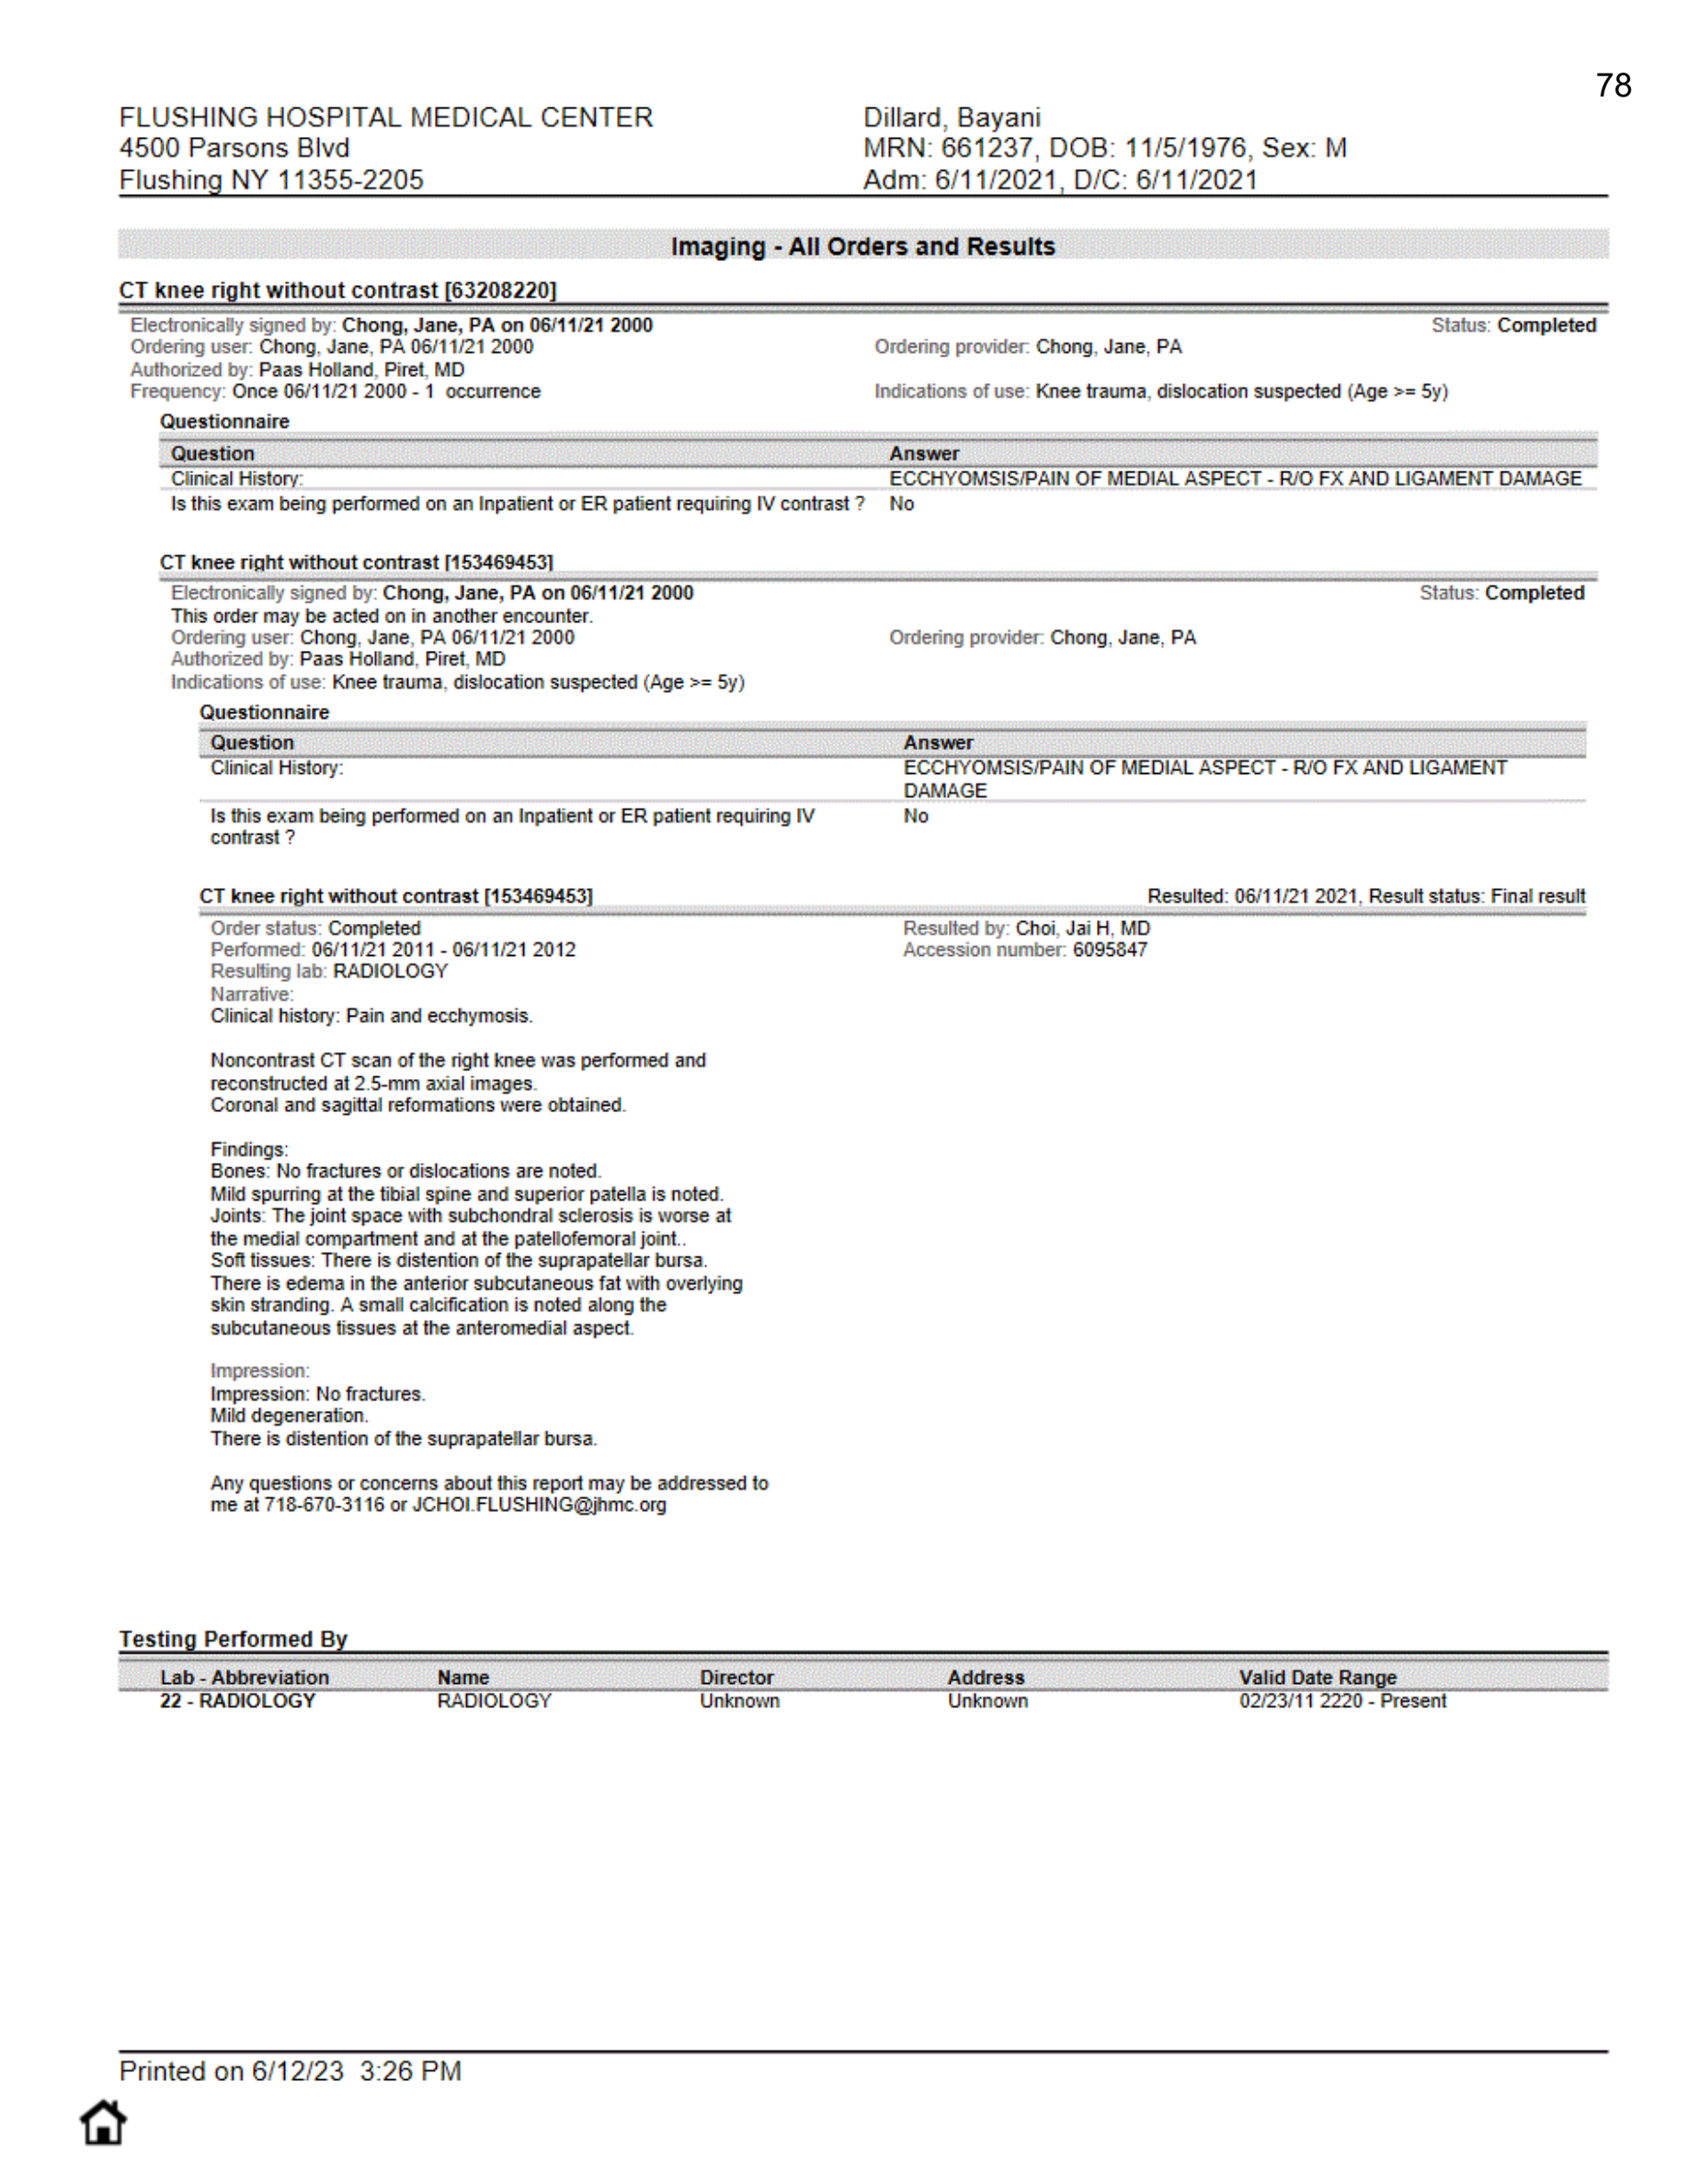 78
FLUSHING HOSPITAL MEDICAL CENTER
4500 Parsons Blvd
Flushing NY 11355-2205
Dillard, Bayani
MRN: 661237, DOB: 11/5/1976, Sex: M
Adm: 6/11/2021, D/C: 6/11/2021
Imaging - All Orders and Results
CT knee right without contrast [63208220]
Electronically signed by: Chong, Jane, PA on 06/11/21 2000 Status: Completed
Ordering user: Chong, Jane, PA 06/11/21 2000 Ordering provider: Chong, Jane, PA
Authorized by: Paas Holland, Piret, MD
Frequency: Once 06/11/21 2000 - 1 occurrence Indications of use: Knee trauma, dislocation suspected (Age >= 5y)
Questionnaire
Question Answer
Clinical History: ECCHYOMSIS/PAIN OF MEDIAL ASPECT - R/O FX AND LIGAMENT DAMAGE
Is this exam being performed on an Inpatient or ER patient requiring IV contrast ? No
CT knee right without contrast [153469453]
Electronically signed by: Chong, Jane, PA on 06/11/21 2000 Status: Completed
This order may be acted on in another encounter.
Ordering user: Chong, Jane, PA 06/11/21 2000 Ordering provider: Chong, Jane, PA
Authorized by: Paas Holland, Piret, MD
Indications of use: Knee trauma, dislocation suspected (Age >= 5y)
Questionnaire
Question Answer
Clinical History: ECCHYOMSIS/PAIN OF MEDIAL ASPECT - R/O FX AND LIGAMENT
DAMAGE
Is this exam being performed on an Inpatient or ER patient requiring IV No
contrast ?
CT knee right without contrast [153469453] Resulted: 06/11/21 2021, Result status: Final result
Order status: Completed Resulted by: Choi, Jai H, MD
Performed: 06/11/21 2011 - 06/11/21 2012 Accession number: 6095847
Resulting lab: RADIOLOGY
Narrative:
Clinical history: Pain and ecchymosis.
Noncontrast CT scan of the right knee was performed and
reconstructed at 2.5-mm axial images.
Coronal and sagittal reformations were obtained.
Findings:
Bones: No fractures or dislocations are noted.
Mild spurring at the tibial spine and superior patella is noted.
Joints: The joint space with subchondral sclerosis is worse at
the medial compartment and at the patellofemoral joint..
Soft tissues: There is distention of the suprapatellar bursa.
There is edema in the anterior subcutaneous fat with overlying
skin stranding. A small calcification is noted along the
subcutaneous tissues at the anteromedial aspect.
Impression:
Impression: No fractures.
Mild degeneration.
There is distention of the suprapatellar bursa.
Any questions or concerns about this report may be addressed to
me at 718-670-3116 or JCHOI.FLUSHING@jhmc.org
Testing Performed By
Lab - Abbreviation Name Director Address Valid Date Range
22 - RADIOLOGY RADIOLOGY Unknown Unknown 02/23/11 2220 - Present
Printed on 6/12/23 3:26 PM